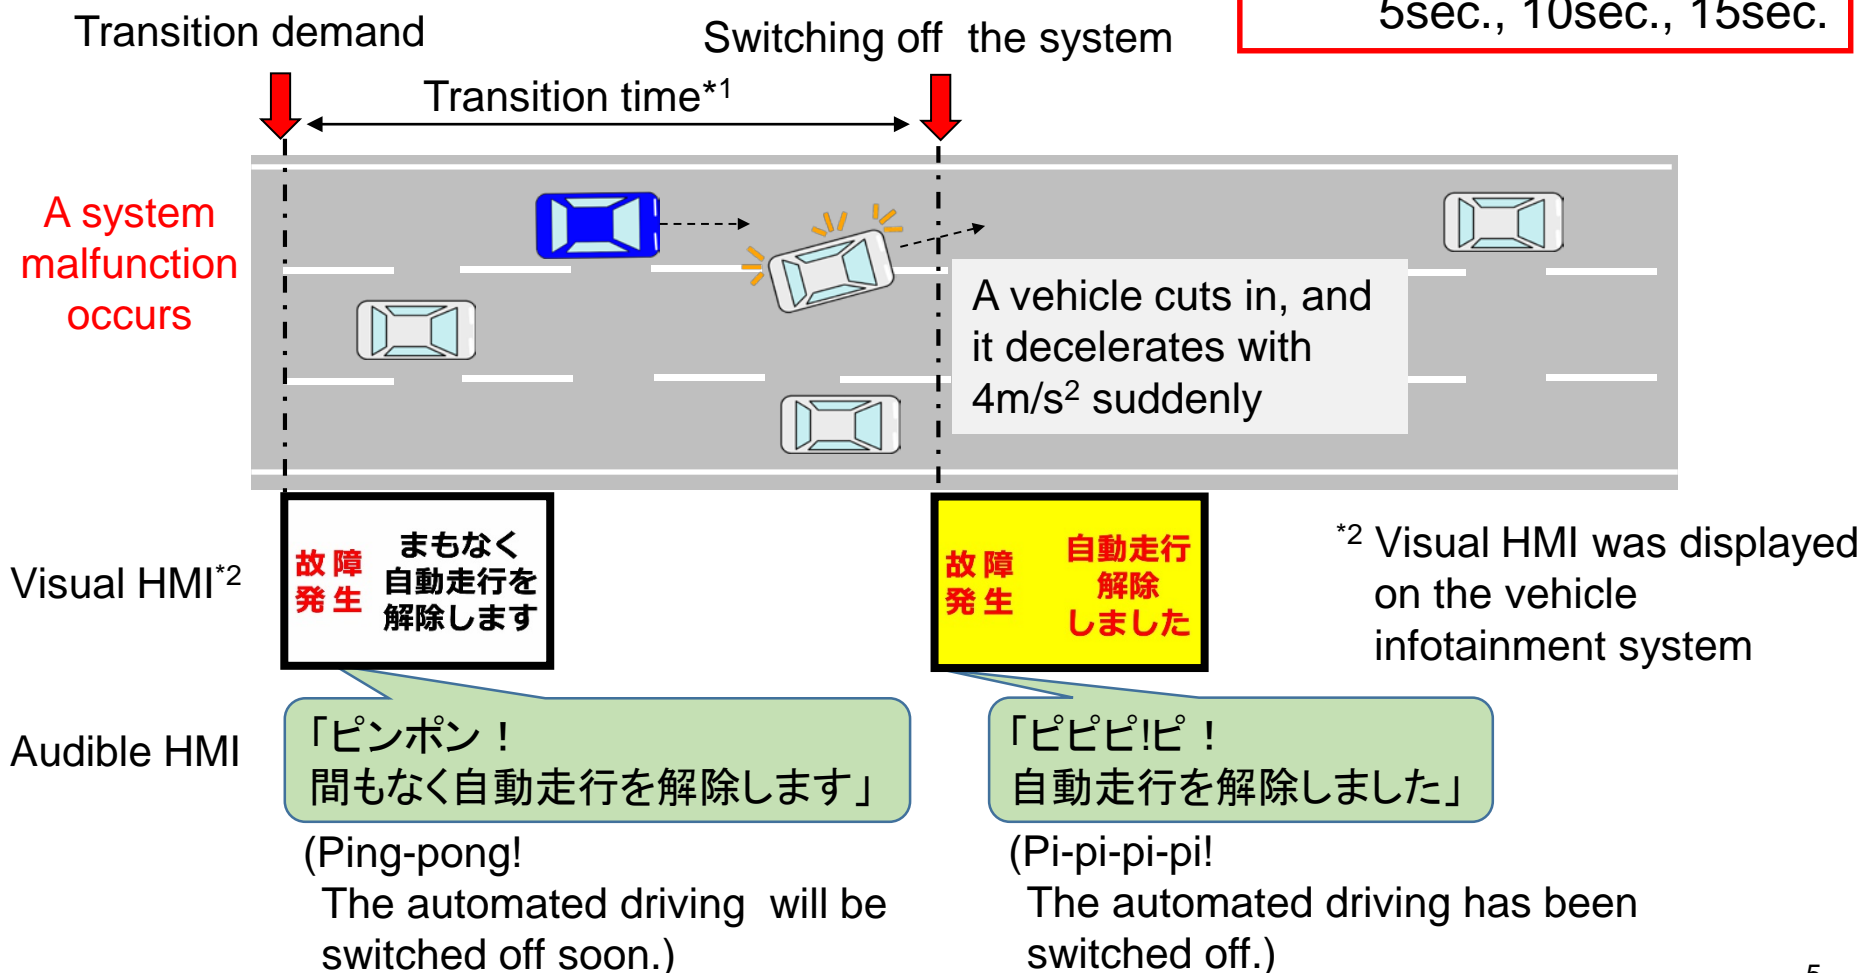 5sec., 10sec., 15sec.
Transition demand
Switching off the system
Transition time*1
A system
malfunction
occurs
A vehicle cuts in, and
it decelerates with
4m/s2 suddenly
Visual HMI*2
故障
発生
まもなく
自動走行を
解除します
故障
発生
自動走行
解除
しました
*2 Visual HMI was displayed
on the vehicle
infotainment system
Audible HMI
「ピンポン！
間もなく自動走行を解除します」
「ピピピ!ピ！
自動走行を解除しました」
(Ping-pong!
The automated driving will be
switched off soon.)
(Pi-pi-pi-pi!
The automated driving has been
switched off.)